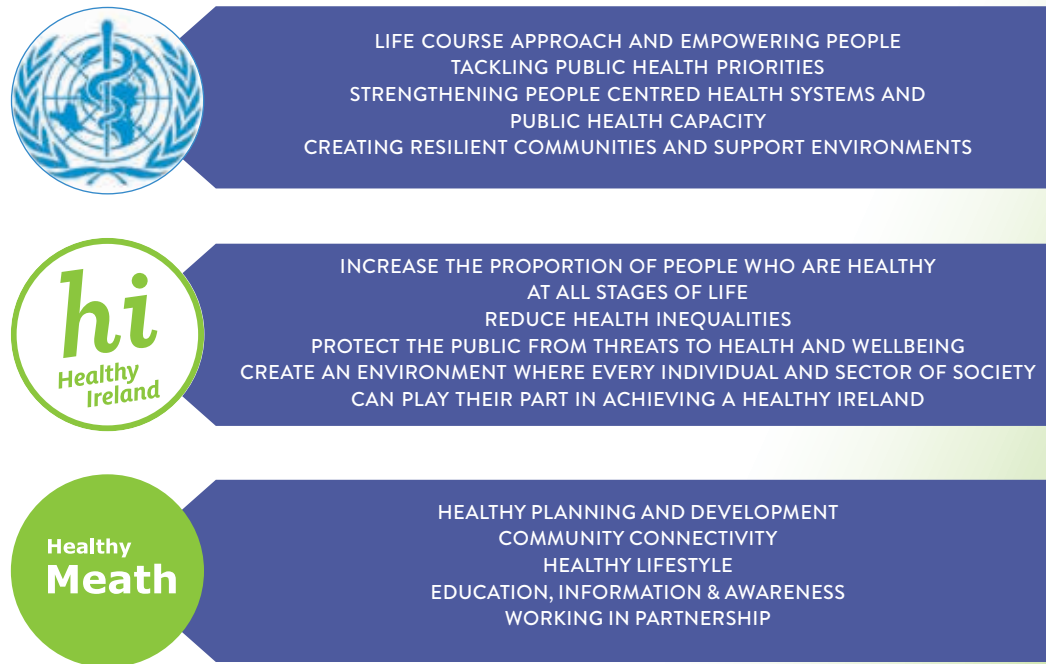 LIFE COURSE APPROACH AND EMPOWERING PEOPLE
TACKLING PUBLIC HEALTH PRIORITIES
STRENGTHENING PEOPLE CENTRED HEALTH SYSTEMS AND
PUBLIC HEALTH CAPACITY
CREATING RESILIENT COMMUNITIES AND SUPPORT ENVIRONMENTS
hi
Healthy
Ireland
INCREASE THE PROPORTION OF PEOPLE WHO ARE HEALTHY
AT ALL STAGES OF LIFE
REDUCE HEALTH INEQUALITIES
PROTECT THE PUBLIC FROM THREATS TO HEALTH AND WELLBEING
CREATE AN ENVIRONMENT WHERE EVERY INDIVIDUAL AND SECTOR OF SOCIETY
CAN PLAY THEIR PART IN ACHIEVING A HEALTHY IRELAND
Healthy
Meath
HEALTHY PLANNING AND DEVELOPMENT
COMMUNITY CONNECTIVITY
HEALTHY LIFESTYLE
EDUCATION, INFORMATION & AWARENESS
WORKING IN PARTNERSHIP